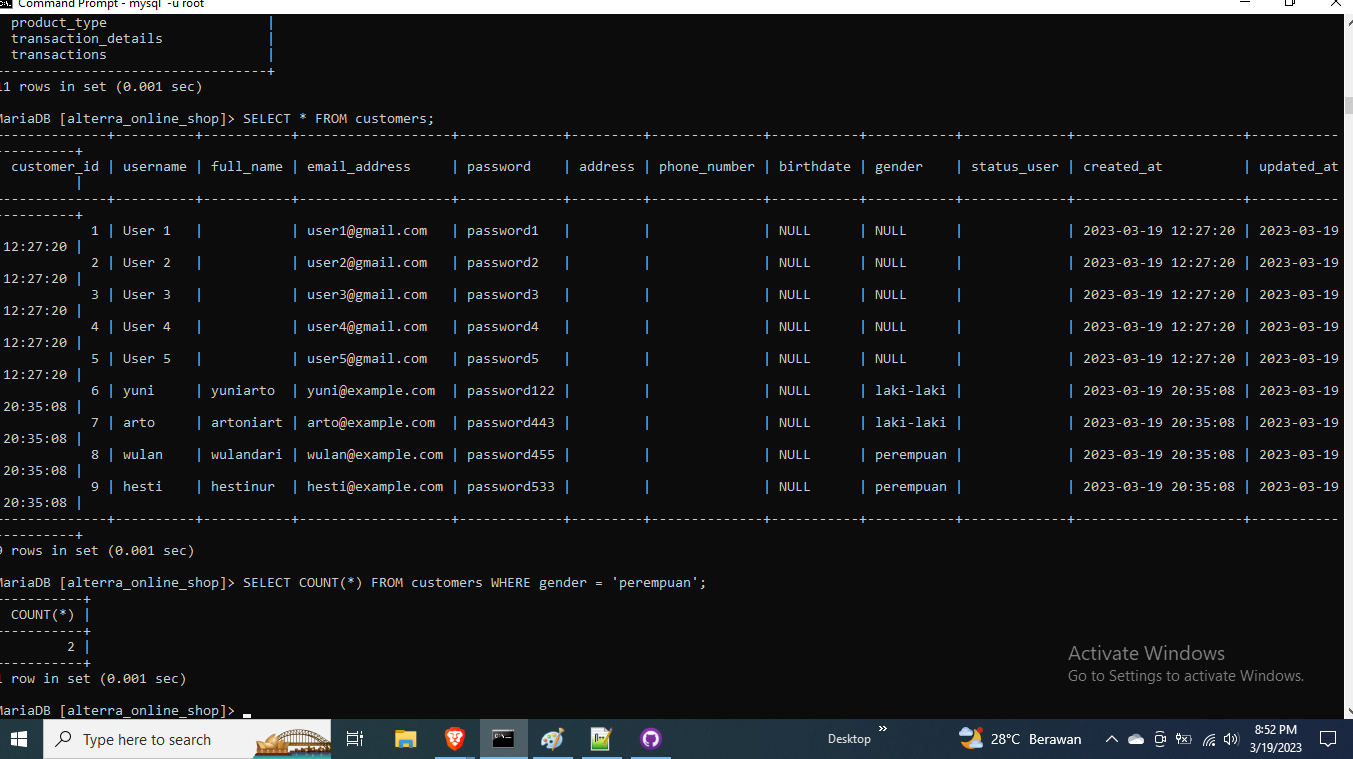 Command Prompt - mysql -u root
product_type |
transaction_details |
transactions |
---------------------------------+
11 rows in set (0.001 sec)
MariaDB [alterra_online_shop]> SELECT * FROM customers;
-------------+----------+-----------+-------------------+-------------+---------+--------------+-----------+-----------+-------------+---------------------+-----------
----------+
customer_id | username | full_name | email_address | password | address | phone_number | birthdate | gender | status_user | created_at | updated_at
|
-------------+----------+-----------+-------------------+-------------+---------+--------------+-----------+-----------+-------------+---------------------+-----------
----------+
1 | User 1 | | user1@gmail.com | password1 | | | NULL | NULL | | 2023-03-19 12:27:20 | 2023-03-19
12:27:20 |
2 | User 2 | | user2@gmail.com | password2 | | | NULL | NULL | | 2023-03-19 12:27:20 | 2023-03-19
12:27:20 |
3 | User 3 | | user3@gmail.com | password3 | | | NULL | NULL | | 2023-03-19 12:27:20 | 2023-03-19
12:27:20 |
4 | User 4 | | user4@gmail.com | password4 | | | NULL | NULL | | 2023-03-19 12:27:20 | 2023-03-19
12:27:20 |
5 | User 5 | | user5@gmail.com | password5 | | | NULL | NULL | | 2023-03-19 12:27:20 | 2023-03-19
12:27:20 |
6 | yuni | yuniarto | yuni@example.com | password122 | | | NULL | laki-laki | | 2023-03-19 20:35:08 | 2023-03-19
20:35:08 |
7 | arto | artoniart | arto@example.com | password443 | | | NULL | laki-laki | | 2023-03-19 20:35:08 | 2023-03-19
20:35:08 |
8 | wulan | wulandari | wulan@example.com | password455 | | | NULL | perempuan | | 2023-03-19 20:35:08 | 2023-03-19
20:35:08 |
9 | hesti | hestinur | hesti@example.com | password533 | | | NULL | perempuan | | 2023-03-19 20:35:08 | 2023-03-19
20:35:08 |
-------------+----------+-----------+-------------------+-------------+---------+--------------+-----------+-----------+-------------+---------------------+-----------
----------+
9 rows in set (0.001 sec)
MariaDB [alterra_online_shop]> SELECT COUNT(*) FROM customers WHERE gender = 'perempuan';
----------+
COUNT(*) |
----------+
2 |
----------+
1 row in set (0.001 sec)
MariaDB [alterra_online_shop]>
Activate Windows
Go to Settings to activate Windows.
Type here to search
Desktop
28°C Berawan
8:52 PM
3/19/2023